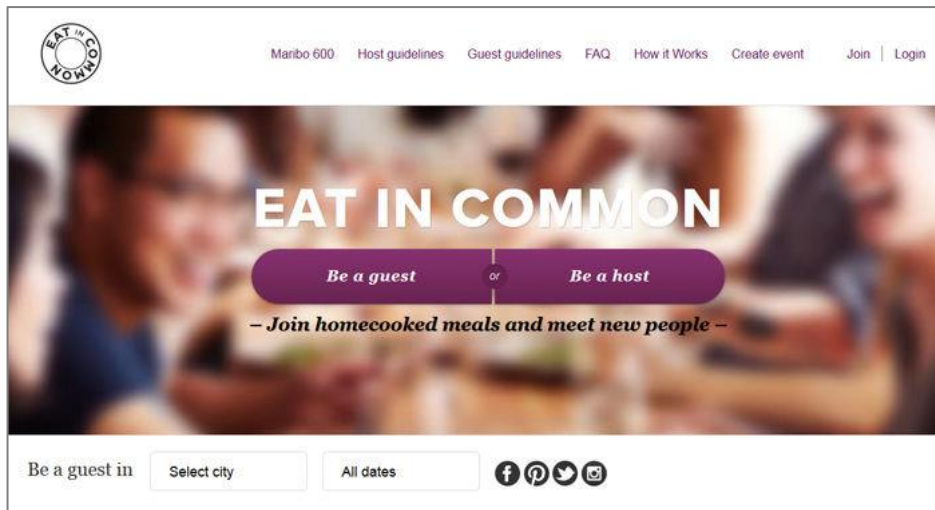 EAT IN COMMON
Maribo 600 Host guidelines Guest guidelines FAQ How it Works Create event Join | Login
EAT IN COMMON
Be a guest or Be a host
– Join homecooked meals and meet new people –
Be a guest in Select city All dates